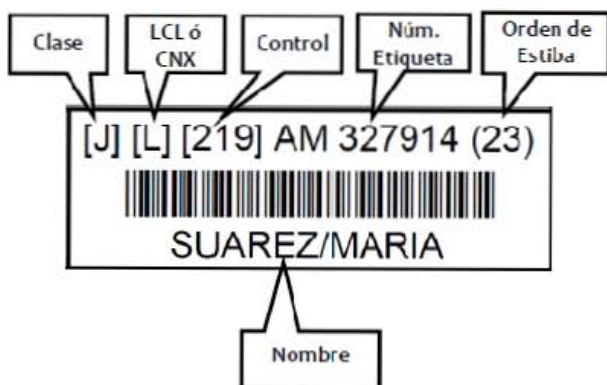 Clase
LCL ó
CNX
Control
Núm.
Etiqueta
Orden de
Estiba
[J] [L] [219] AM 327914 (23)
SUAREZ/MARIA
Nombre